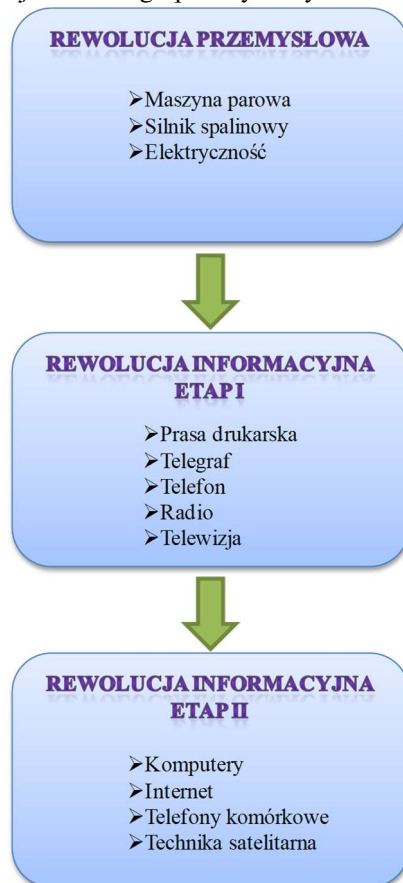 REWOLUCJA PRZEMYSŁOWA
➢Maszyna parowa
➢Silnik spalinowy
➢Elektryczność
REWOLUCJA INFORMACYJNA
ETAP I
➢Prasa drukarska
➢Telegraf
➢Telefon
➢Radio
➢Telewizja
REWOLUCJA INFORMACYJNA
ETAP II
➢Komputery
➢Internet
➢Telefony komórkowe
➢Technika satelitarna